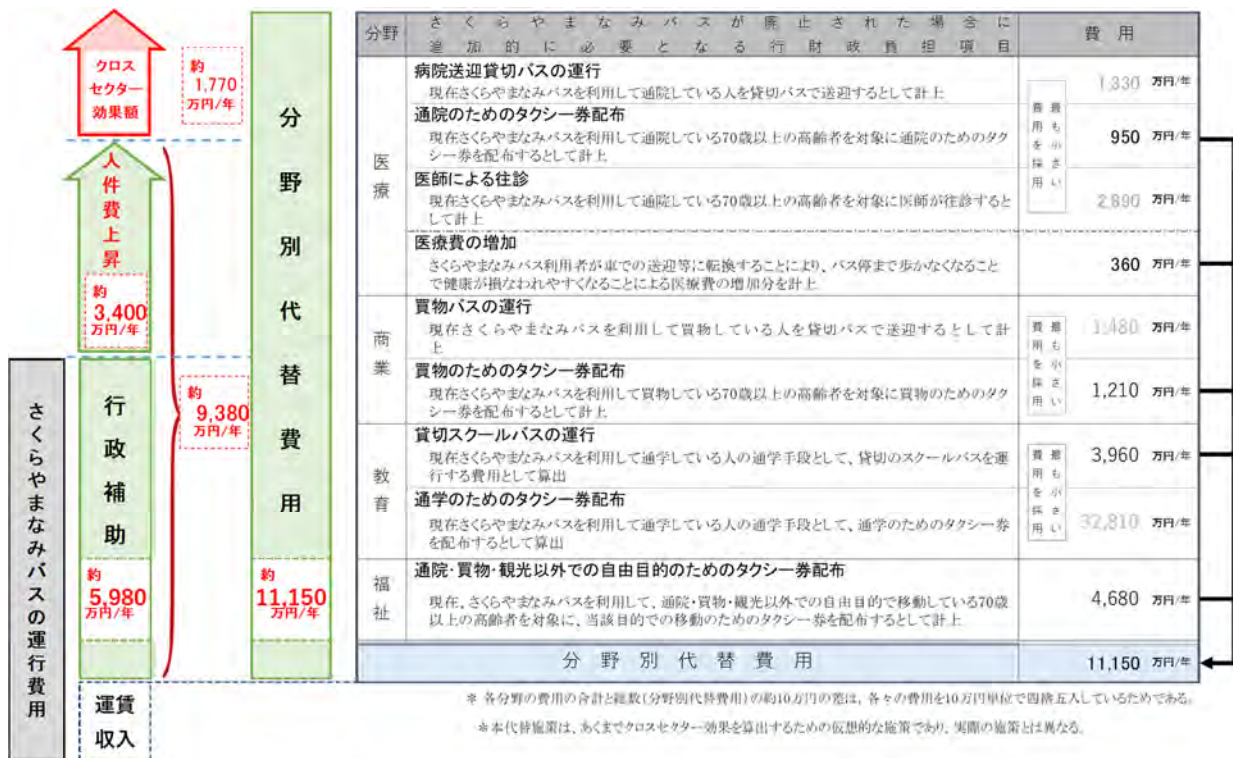 クロス
セクター
効果額
約
1,770
万円/年
人件費上昇
約
3,400
万円/年
さくらやまなみバスの運行費用
行政補助
約
5,980
万円/年
運賃
収入
約
9,380
万円/年
分野別代替費用
約
11,150
万円/年
分野
さくらやまなみバスが廃止された場合に
追加的に必要となる行財政負担項目
費用
医療
病院送迎貸切バスの運行
現在さくらやまなみバスを利用して通院している人を貸切バスで送迎するとして計上
1,330 万円/年
通院のためのタクシー券配布
現在さくらやまなみバスを利用して通院している70歳以上の高齢者を対象に通院のためのタク
シー券を配布するとして計上
950 万円/年
医師による往診
現在さくらやまなみバスを利用して通院している70歳以上の高齢者を対象に医師が往診すると
して計上
2,890 万円/年
最も小さい
費用を採用
医療費の増加
さくらやまなみバス利用者が車での送迎等に転換することにより、バス停まで歩かなくなること
で健康が損なわれやすくなることによる医療費の増加分を計上
360 万円/年
商業
買物バスの運行
現在さくらやまなみバスを利用して買物している人を貸切バスで送迎するとして計
上
1,480 万円/年
買物のためのタクシー券配布
現在さくらやまなみバスを利用して買物している70歳以上の高齢者を対象に買物のためのタク
シー券を配布するとして計上
1,210 万円/年
最も小さい
費用を採用
教育
貸切スクールバスの運行
現在さくらやまなみバスを利用して通学している人の通学手段として、貸切のスクールバスを運
行する費用として算出
3,960 万円/年
通学のためのタクシー券配布
現在さくらやまなみバスを利用して通学している人の通学手段として、通学のためのタクシー券
を配布するとして算出
32,810 万円/年
最も小さい
費用を採用
福祉
通院・買物・観光以外での自由目的のためのタクシー券配布
現在、さくらやまなみバスを利用して、通院・買物・観光以外での自由目的で移動している70歳
以上の高齢者を対象に、当該目的での移動のためのタクシー券を配布するとして計上
4,680 万円/年
分野別代替費用
11,150 万円/年
＊ 各分野の費用の合計と総数(分野別代替費用)の約10万円の差は、各々の費用を10万円単位で四捨五入しているためである。
＊本代替施策は、あくまでクロスセクター効果を算出するための仮想的な施策であり、実際の施策とは異なる。